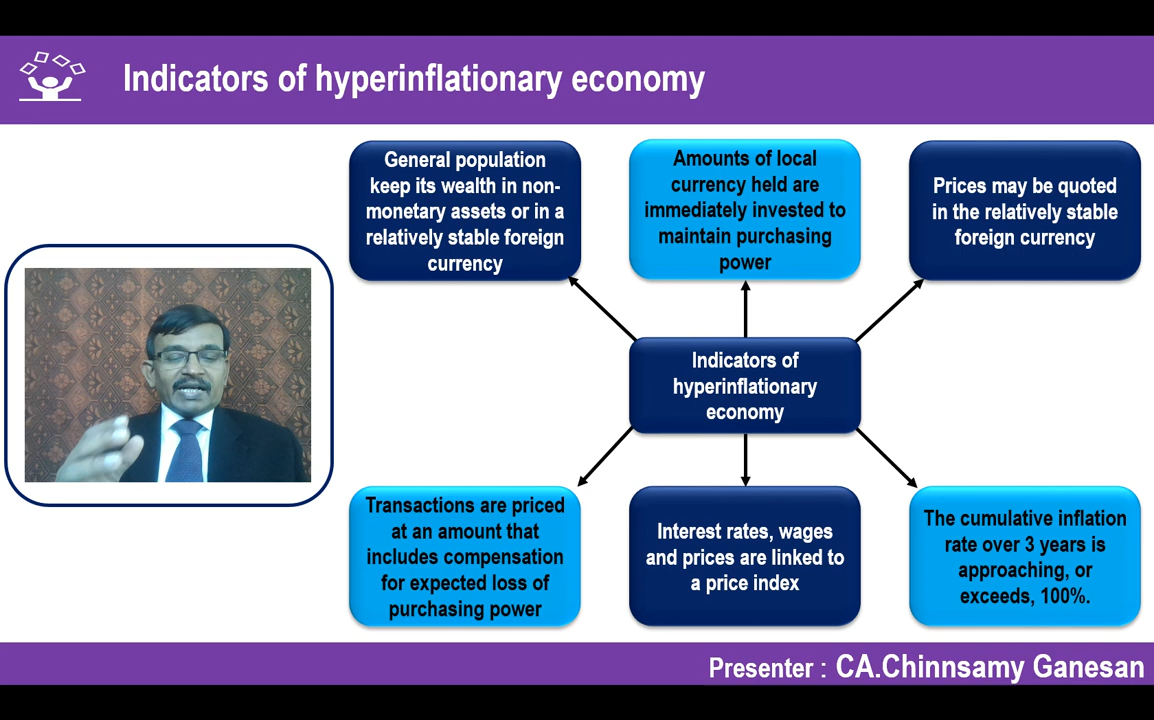 Indicators of hyperinflationary economy
General population
keep its wealth in non-
monetary assets or in a
relatively stable foreign
currency
Amounts of local
currency held are
immediately invested to
maintain purchasing
power
Prices may be quoted
in the relatively stable
foreign currency
Indicators of
hyperinflationary
economy
Transactions are priced
at an amount that
includes compensation
for expected loss of
purchasing power
Interest rates, wages
and prices are linked to
a price index
The cumulative inflation
rate over 3 years is
approaching, or
exceeds, 100%.
Presenter : CA.Chinnsamy Ganesan